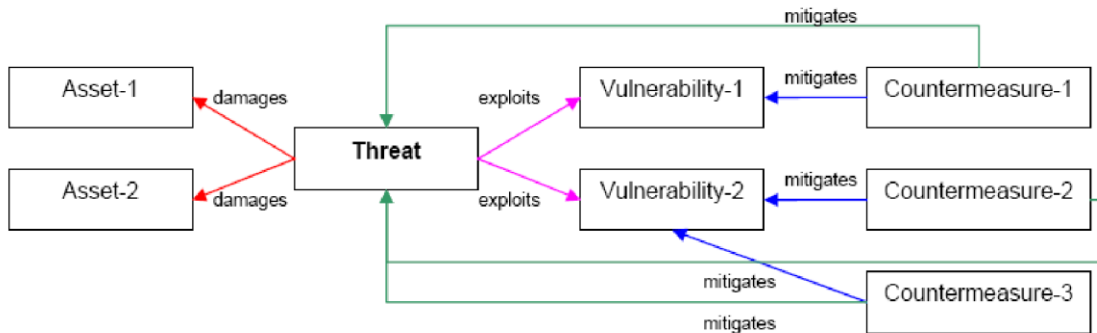 mitigates
Asset-1
damages
exploits
Vulnerability-1
mitigates
Countermeasure-1
Threat
Asset-2
damages
exploits
Vulnerability-2
mitigates
Countermeasure-2
mitigates
Countermeasure-3
mitigates